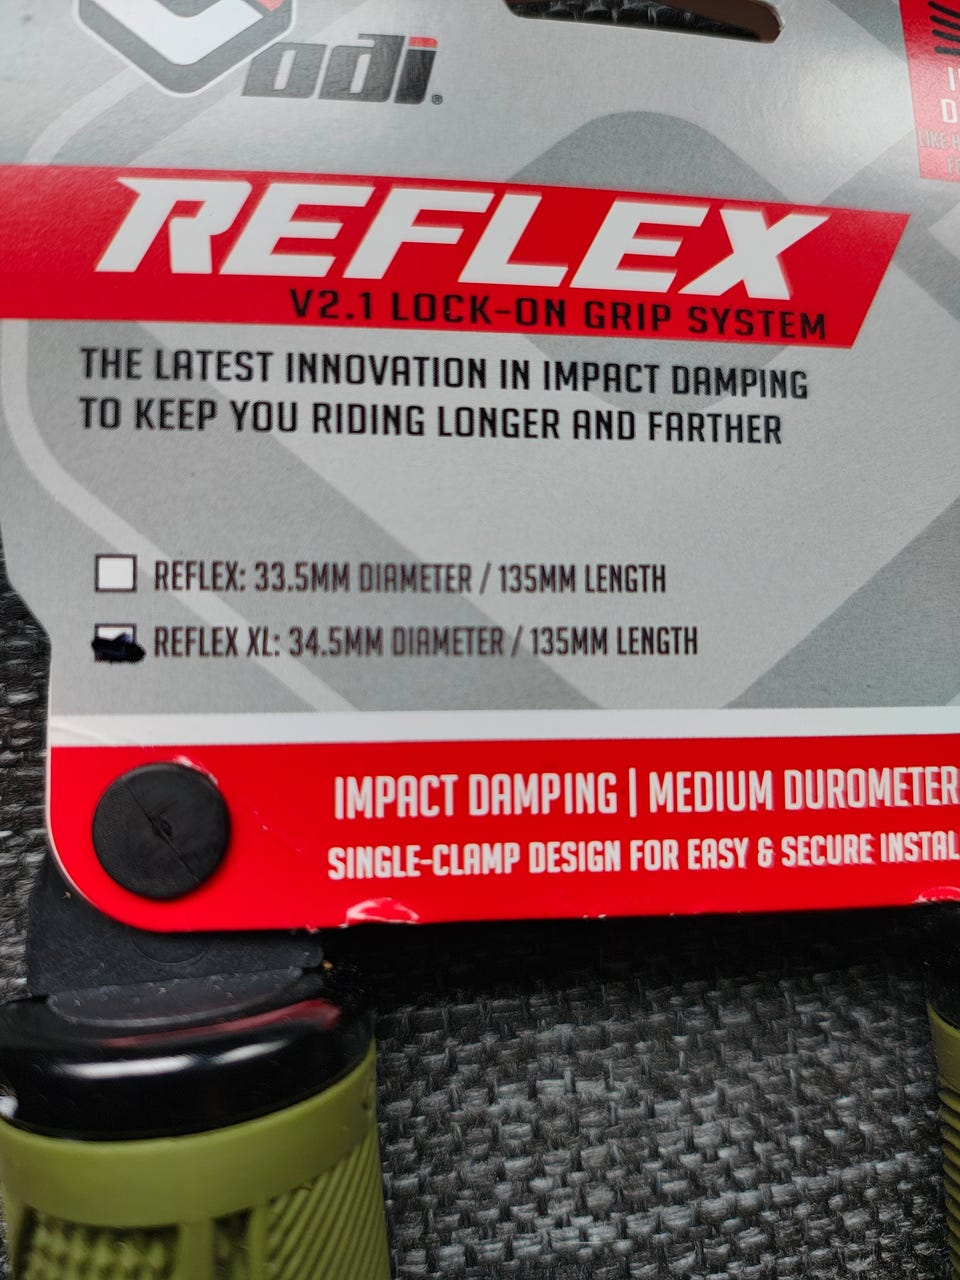 odi®
REFLEX
V2.1 LOCK-ON GRIP SYSTEM
THE LATEST INNOVATION IN IMPACT DAMPING
TO KEEP YOU RIDING LONGER AND FARTHER
REFLEX: 33.5MM DIAMETER / 135MM LENGTH
REFLEX XL: 34.5MM DIAMETER / 135MM LENGTH
IMPACT DAMPING | MEDIUM DUROMETER
SINGLE-CLAMP DESIGN FOR EASY & SECURE INSTAL